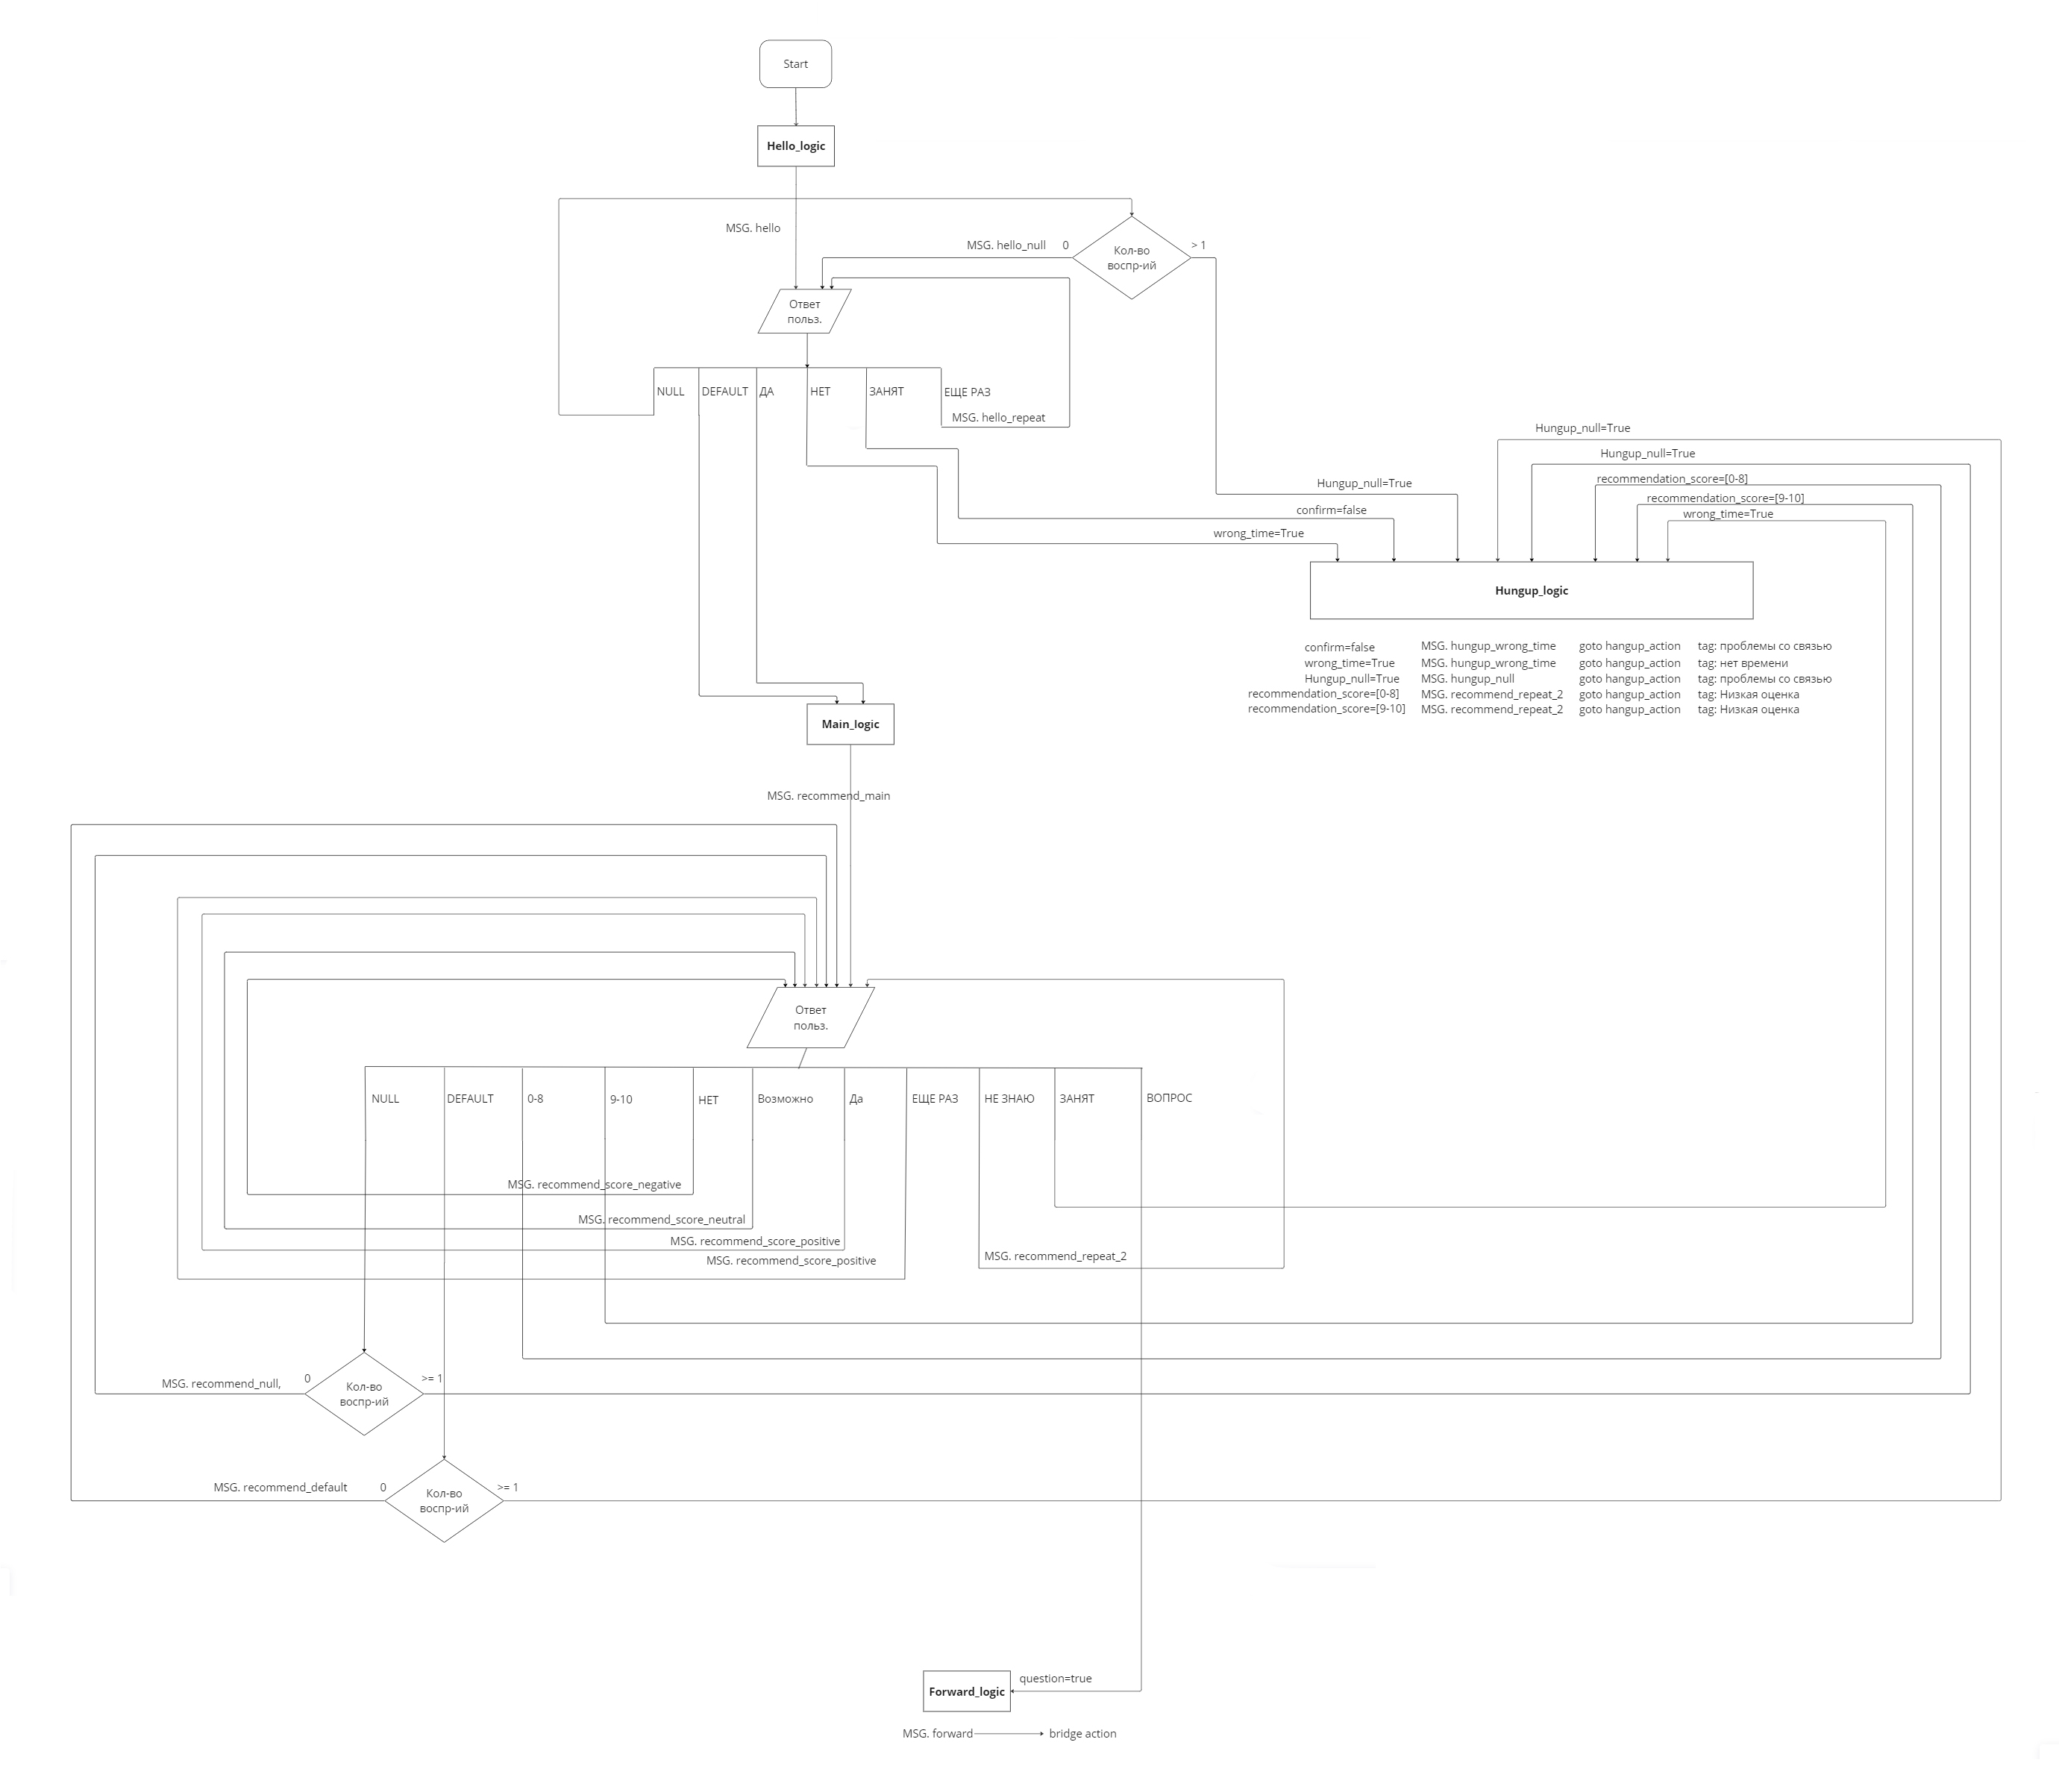 Start
Hello_logic
MSG. hello
MSG. hello_null
0
> 1
Кол-во
воспр-ий
Ответ
польз.
NULL
DEFAULT
ДА
НЕТ
ЗАНЯТ
ЕЩЕ РАЗ
MSG. hello_repeat
Hungup_null=True
Hungup_null=True
recommendation_score=[0-8]
recommendation_score=[9-10]
wrong_time=True
Hungup_null=True
confirm=false
wrong_time=True
Hungup_logic
confirm=false MSG. hungup_wrong_time goto hangup_action tag: проблемы со связью
wrong_time=True MSG. hungup_wrong_time goto hangup_action tag: нет времени
Hungup_null=True MSG. hungup_null goto hangup_action tag: проблемы со связью
recommendation_score=[0-8] MSG. recommend_repeat_2 goto hangup_action tag: Низкая оценка
recommendation_score=[9-10] MSG. recommend_repeat_2 goto hangup_action tag: Низкая оценка
Main_logic
MSG. recommend_main
Ответ
польз.
NULL
DEFAULT
0-8
9-10
НЕТ
Возможно
Да
ЕЩЕ РАЗ
НЕ ЗНАЮ
ЗАНЯТ
ВОПРОС
MSG. recommend_score_negative
MSG. recommend_score_neutral
MSG. recommend_score_positive
MSG. recommend_score_positive
MSG. recommend_repeat_2
MSG. recommend_null,
0
>= 1
Кол-во
воспр-ий
MSG. recommend_default
0
>= 1
Кол-во
воспр-ий
question=true
Forward_logic
MSG. forward
bridge action